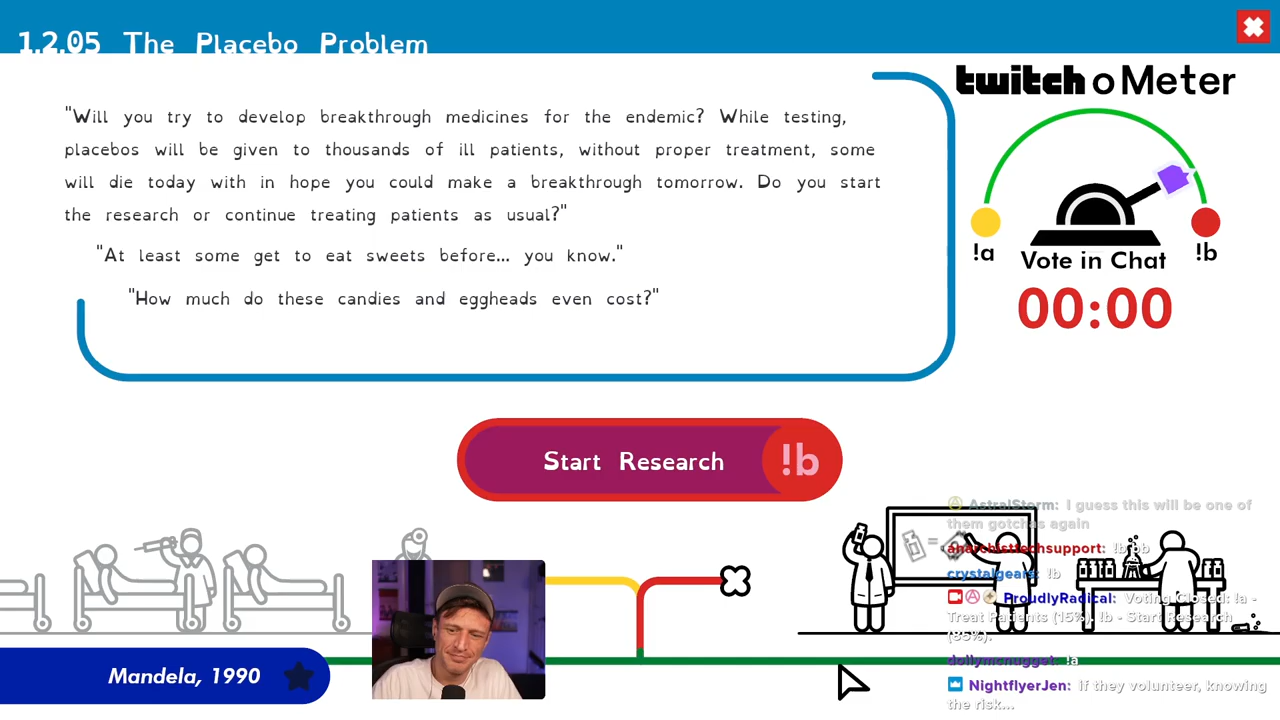 1.2.05 The Placebo Problem
twitch o Meter
"Will you try to develop breakthrough medicines for the endemic? While testing,
placebos will be given to thousands of ill patients, without proper treatment, some
will die today with in hope you could make a breakthrough tomorrow. Do you start
the research or continue treating patients as usual?"
"At least some get to eat sweets before... you know."
"How much do these candies and eggheads even cost?"
!a
!b
Vote in Chat
00:00
Start Research
!b
AstralStorm: I guess this will be one of
them gotchas again
anarchisttechsupport: !b
crystalgears: !b
ProudlyRadical: Voting Closed: !a -
Treat Patients (15%), !b - Start Research
(85%).
dollymcnugget: !a
NightflyerJen: if they volunteer, knowing
the risk...
Mandela, 1990